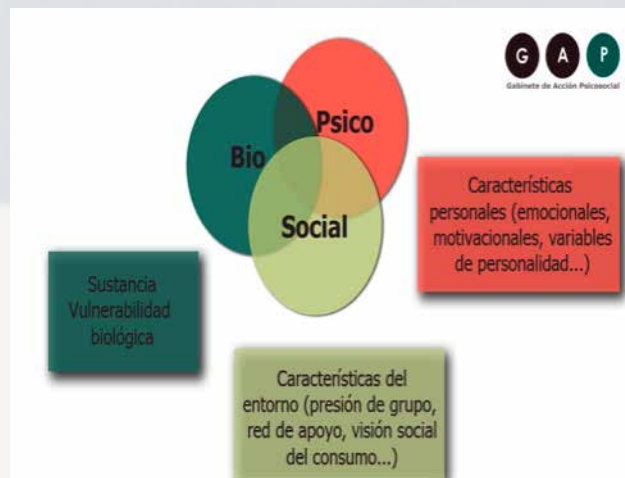 G A P
Gabinete de Acción Psicosocial
Psico
Bio
Social
Características
personales (emocionales,
motivacionales, variables
de personalidad...)
Sustancia
Vulnerabilidad
biológica
Características del
entorno (presión de grupo,
red de apoyo, visión social
del consumo...)